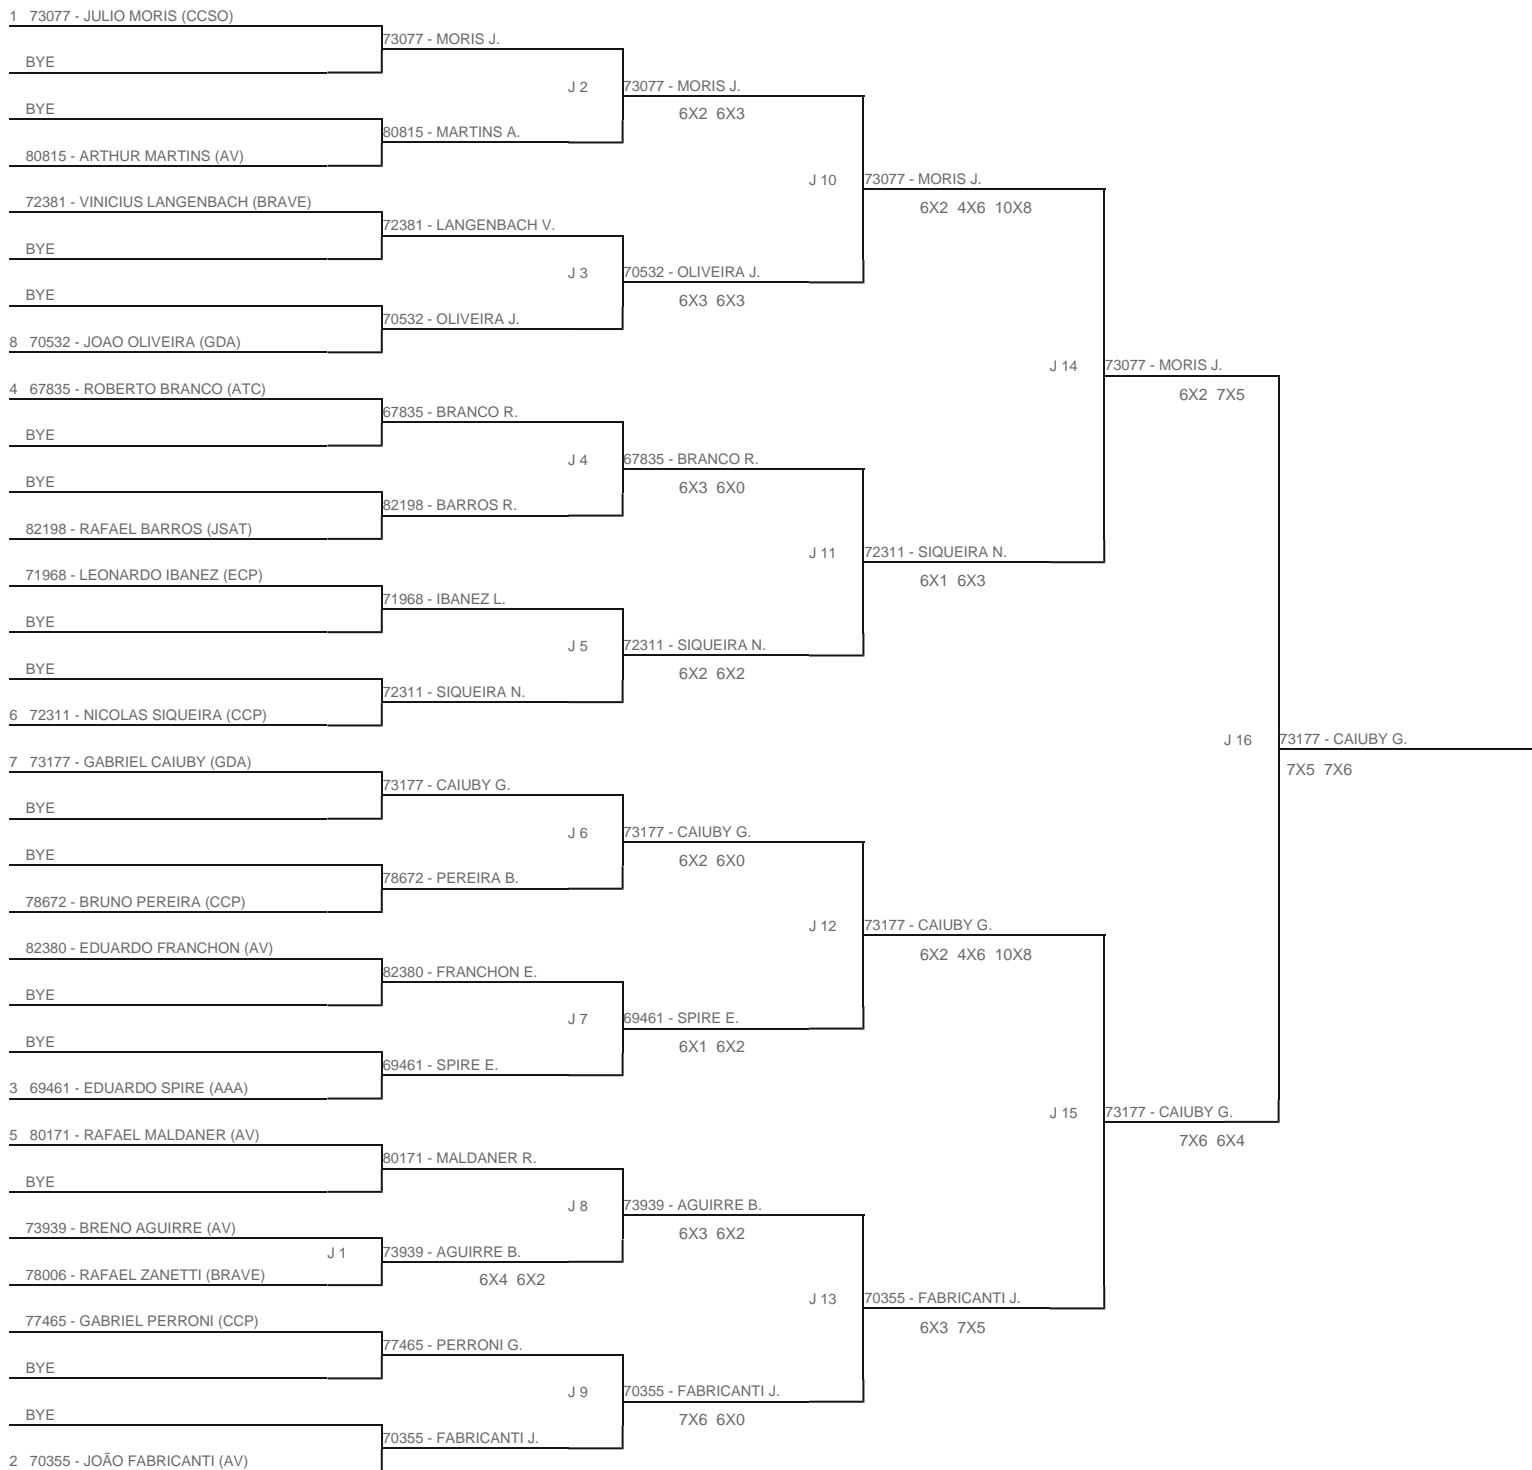 1 73077 - JULIO MORIS (CCSO)
73077 - MORIS J.
BYE
J 2
73077 - MORIS J.
6X2 6X3
BYE
80815 - MARTINS A.
80815 - ARTHUR MARTINS (AV)
J 10
73077 - MORIS J.
6X2 4X6 10X8
72381 - VINICIUS LANGENBACH (BRAVE)
72381 - LANGENBACH V.
BYE
J 3
70532 - OLIVEIRA J.
6X3 6X3
BYE
70532 - OLIVEIRA J.
8 70532 - JOAO OLIVEIRA (GDA)
J 14
73077 - MORIS J.
6X2 7X5
4 67835 - ROBERTO BRANCO (ATC)
67835 - BRANCO R.
BYE
J 4
67835 - BRANCO R.
6X3 6X0
BYE
82198 - BARROS R.
82198 - RAFAEL BARROS (JSAT)
J 11
72311 - SIQUEIRA N.
6X1 6X3
71968 - LEONARDO IBANEZ (ECP)
71968 - IBANEZ L.
BYE
J 5
72311 - SIQUEIRA N.
6X2 6X2
BYE
72311 - SIQUEIRA N.
6 72311 - NICOLAS SIQUEIRA (CCP)
J 16
73177 - CAIUBY G.
7X5 7X6
7 73177 - GABRIEL CAIUBY (GDA)
73177 - CAIUBY G.
BYE
J 6
73177 - CAIUBY G.
6X2 6X0
BYE
78672 - PEREIRA B.
78672 - BRUNO PEREIRA (CCP)
J 12
73177 - CAIUBY G.
6X2 4X6 10X8
82380 - EDUARDO FRANCHON (AV)
82380 - FRANCHON E.
BYE
J 7
69461 - SPIRE E.
6X1 6X2
BYE
69461 - SPIRE E.
3 69461 - EDUARDO SPIRE (AAA)
J 15
73177 - CAIUBY G.
7X6 6X4
5 80171 - RAFAEL MALDANER (AV)
80171 - MALDANER R.
BYE
J 8
73939 - AGUIRRE B.
6X3 6X2
73939 - BRENO AGUIRRE (AV)
J 1
73939 - AGUIRRE B.
6X4 6X2
78006 - RAFAEL ZANETTI (BRAVE)
J 13
70355 - FABRICANTI J.
6X3 7X5
77465 - GABRIEL PERRONI (CCP)
77465 - PERRONI G.
BYE
J 9
70355 - FABRICANTI J.
7X6 6X0
BYE
70355 - FABRICANTI J.
2 70355 - JOÃO FABRICANTI (AV)